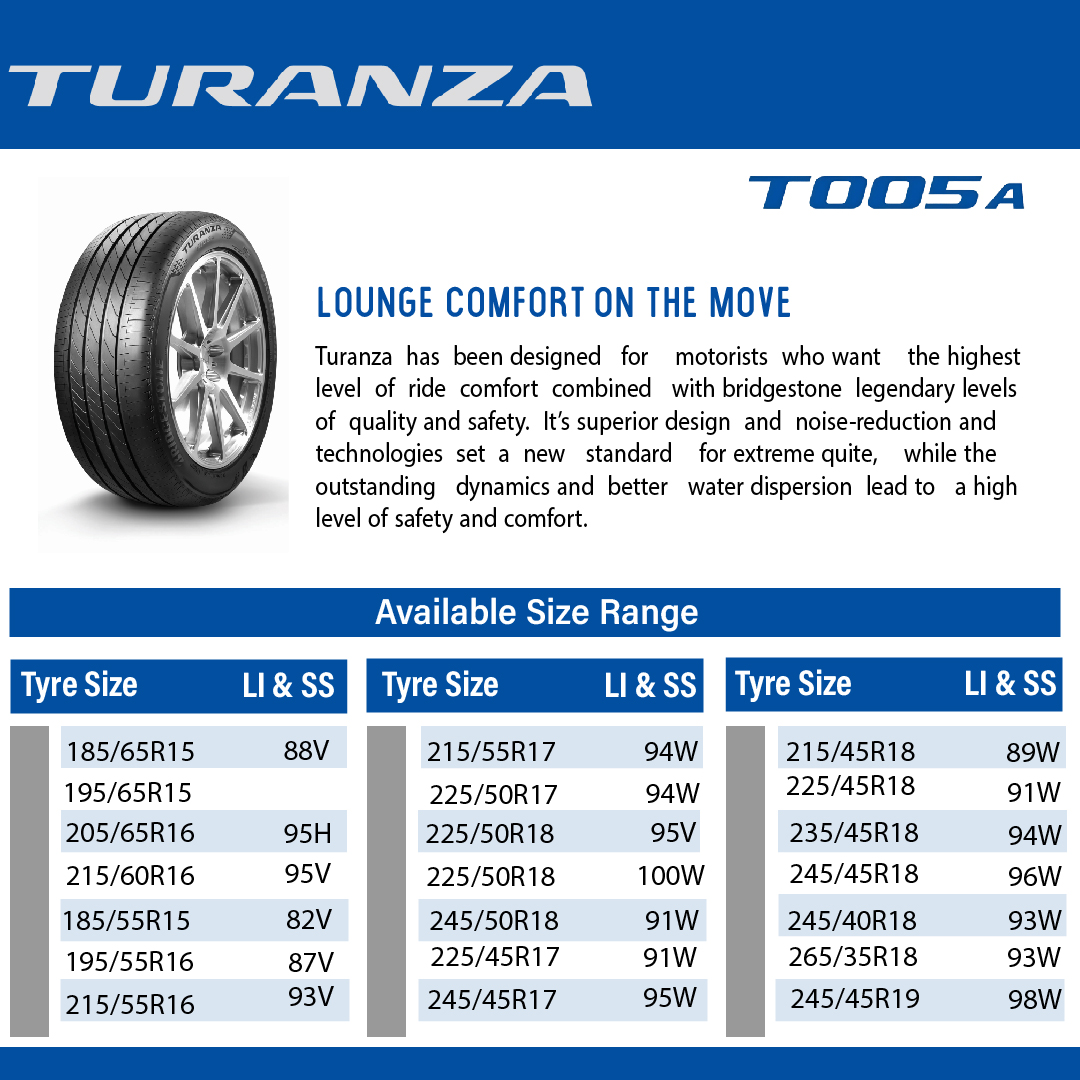 TURANZA
T005A
TURANZA
LOUNGE COMFORT ON THE MOVE
Turanza has been designed for motorists who want the highest
level of ride comfort combined with bridgestone legendary levels
of quality and safety. It’s superior design and noise-reduction and
technologies set a new standard for extreme quite, while the
outstanding dynamics and better water dispersion lead to a high
level of safety and comfort.
BRIDGESTONE
Available Size Range
Tyre Size LI & SS
185/65R15 88V
195/65R15
205/65R16 95H
215/60R16 95V
185/55R15 82V
195/55R16 87V
215/55R16 93V
Tyre Size LI & SS
215/55R17 94W
225/50R17 94W
225/50R18 95V
225/50R18 100W
245/50R18 91W
225/45R17 91W
245/45R17 95W
Tyre Size LI & SS
215/45R18 89W
225/45R18 91W
235/45R18 94W
245/45R18 96W
245/40R18 93W
265/35R18 93W
245/45R19 98W